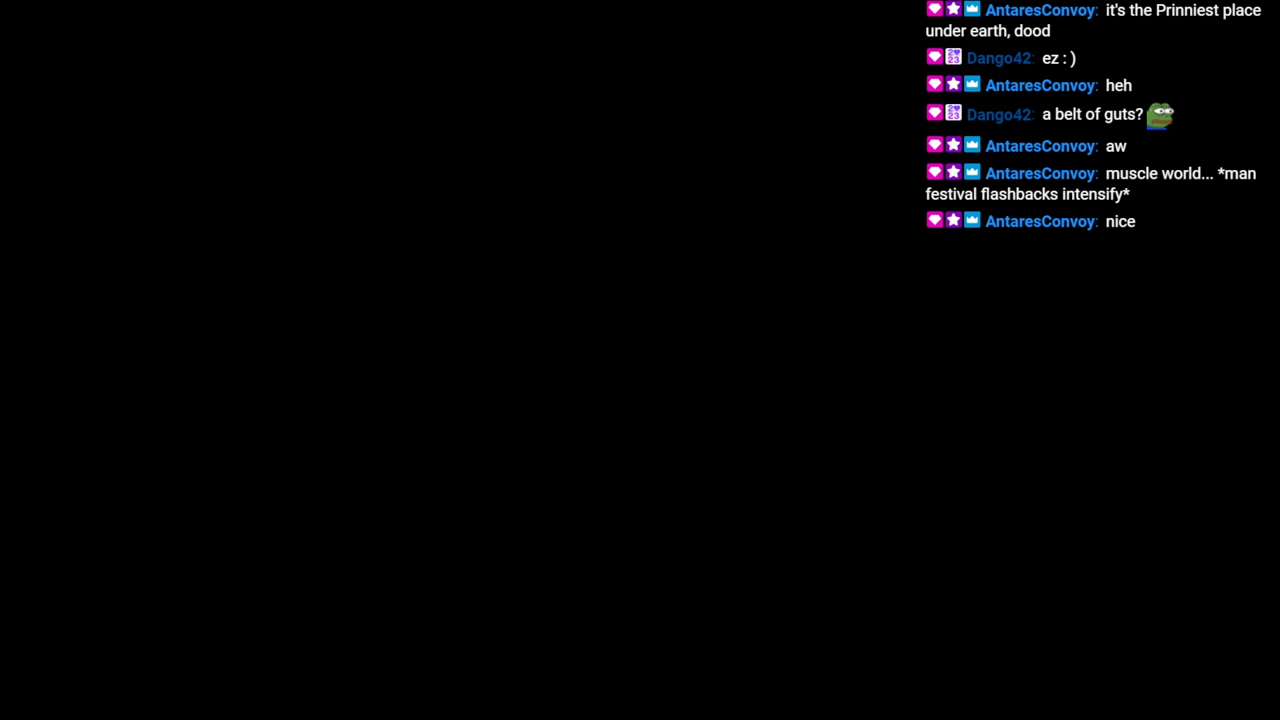 AntaresConvoy: it's the Prinniest place
under earth, dood
Dango42: ez : )
AntaresConvoy: heh
Dango42: a belt of guts?
AntaresConvoy: aw
AntaresConvoy: muscle world... *man
festival flashbacks intensify*
AntaresConvoy: nice